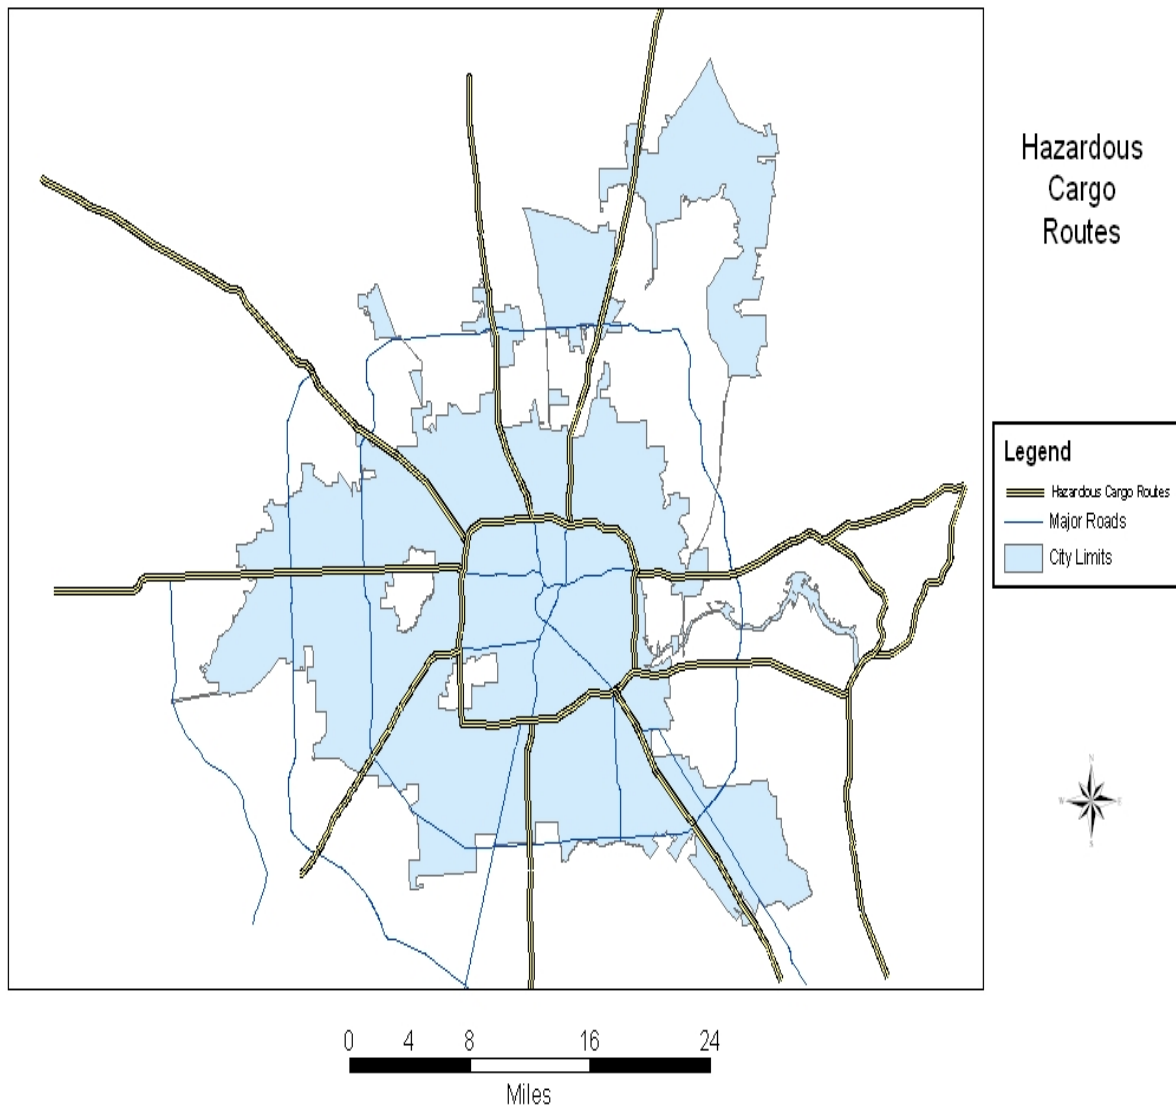 Hazardous
Cargo
Routes
Legend
Hazardous Cargo Routes
Major Roads
City Limits
N
W
E
S
0 4 8 16 24
Miles